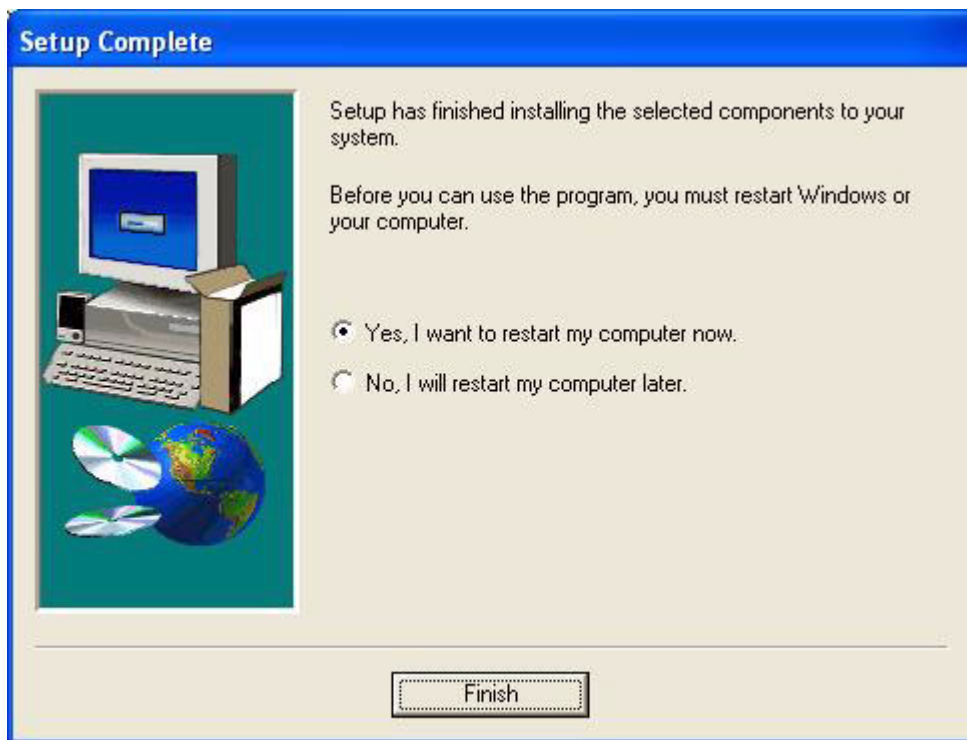 Setup Complete
Setup has finished installing the selected components to your
system.
Before you can use the program, you must restart Windows or
your computer.
Yes, I want to restart my computer now.
No, I will restart my computer later.
Finish